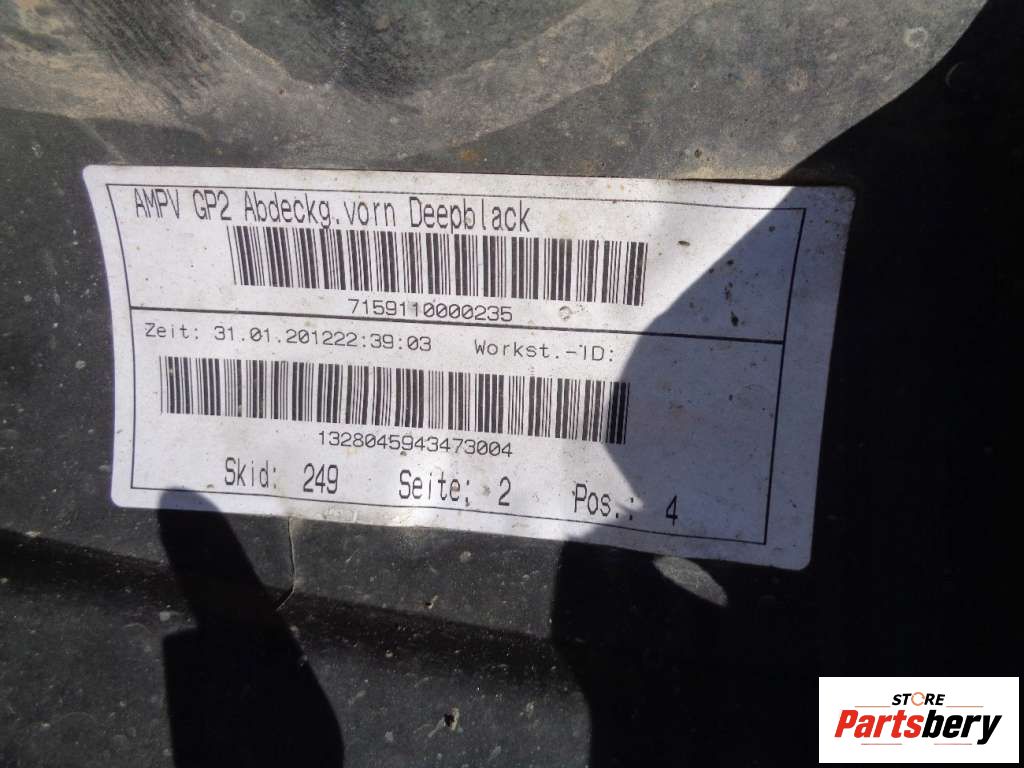 AMPV GP2 Abdeckg.vorn Deepblack
7159110000235
Zeit: 31.01.201222:39:03 Workst.-ID:
1328045943473004
Skid: 249 Seite: 2 Pos.: 4
STORE
Partsbery